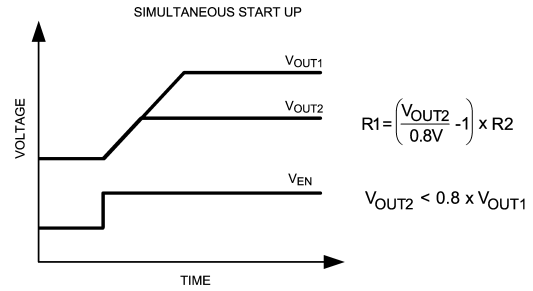 SIMULTANEOUS START UP
VOLTAGE
VOUT1
VOUT2
VEN
TIME
R1=(VOUT2/0.8V -1) x R2
VOUT2 < 0.8 x VOUT1